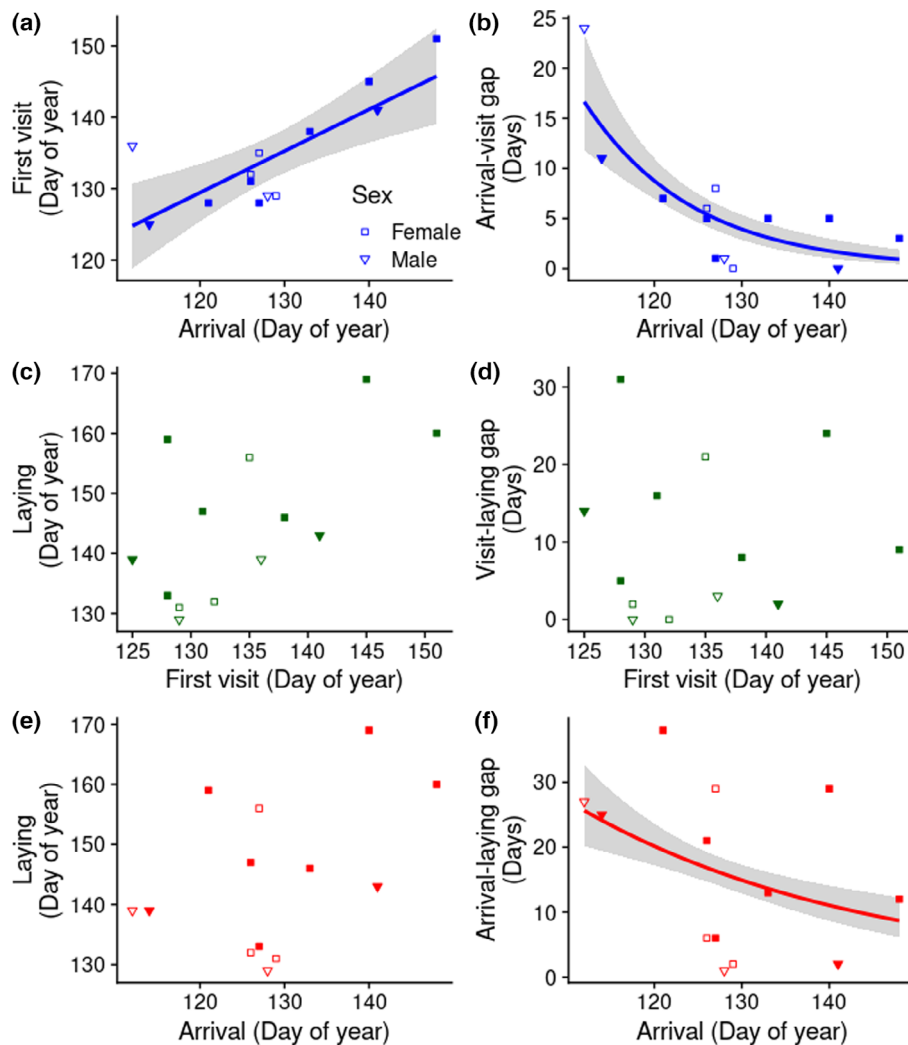 (a)
First visit
(Day of year)
150
140
130
120
120
130
140
Arrival (Day of year)
Sex
Female
Male
(b)
Arrival-visit gap
(Days)
25
20
15
10
5
0
120
130
140
Arrival (Day of year)
(c)
Laying
(Day of year)
170
160
150
140
130
125
130
135
140
145
150
First visit (Day of year)
(d)
Visit-laying gap
(Days)
30
20
10
0
125
130
135
140
145
150
First visit (Day of year)
(e)
Laying
(Day of year)
170
160
150
140
130
120
130
140
Arrival (Day of year)
(f)
Arrival-laying gap
(Days)
30
20
10
0
120
130
140
Arrival (Day of year)